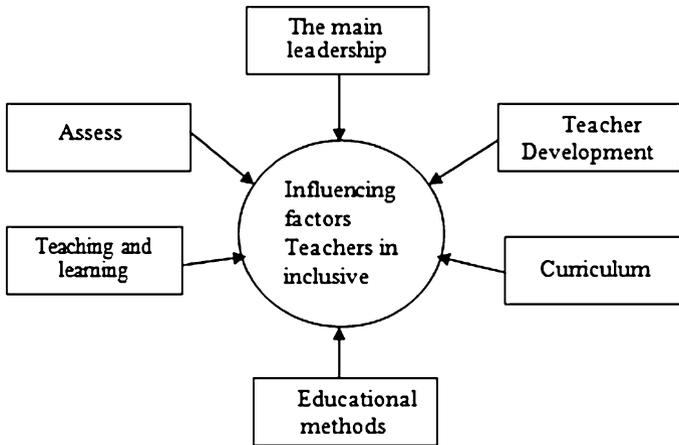 The main
leadership
Assess
Teacher
Development
Influencing
factors
Teachers in
inclusive
Teaching and
learning
Curriculum
Educational
methods